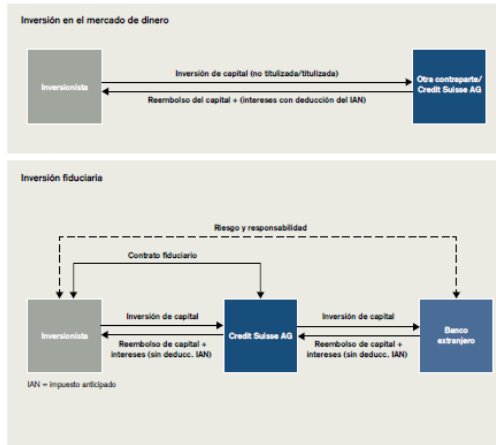 Inversión en el mercado de dinero
Inversionista
Inversión de capital (no titulizada/titulizada)
Reembolso del capital + (intereses con deducción del IAN)
Otra contraparte/
Credit Suisse AG
Inversión fiduciaria
Riesgo y responsabilidad
Contrato fiduciario
Inversionista
Inversión de capital
Reembolso de capital +
intereses (sin deducc. IAN)
Credit Suisse AG
Inversión de capital
Reembolso de capital +
intereses (sin deducc. IAN)
Banco
extranjero
IAN = impuesto anticipado